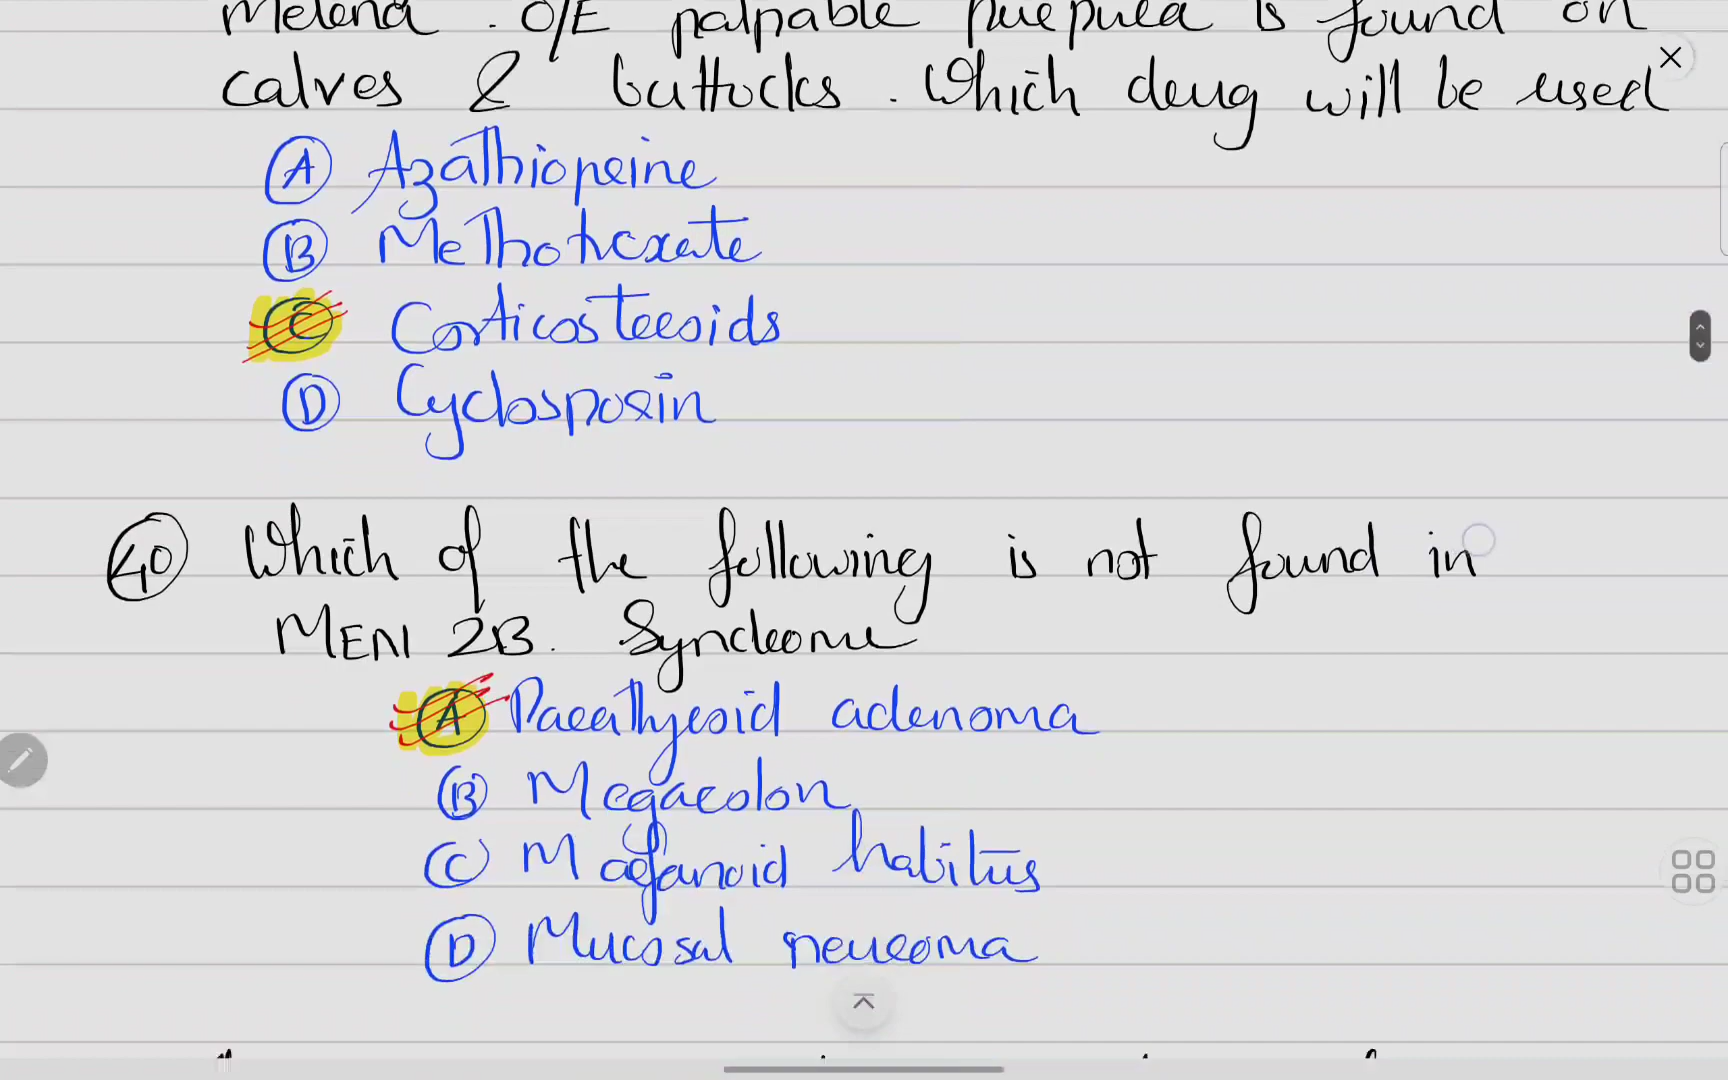 Melena . O/E palpable purpura is found on
calves & buttocks . Which drug will be used
A Azathioprine
B Methotrexate
C Corticosteroids
D Cyclosporin
40 Which of the following is not found in
MEN 2B. Syndrome
A Parathyroid adenoma
B Megacolon
C Mafanoid habitus
D Mucosal neuroma